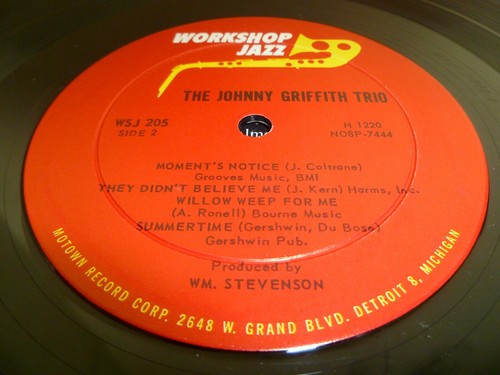 WORKSHOP
JAZZ
THE JOHNNY GRIFFITH TRIO
WSJ 205
SIDE 2
H 1220
NO8P-7444
MOMENT'S NOTICE (J. Coltrane)
Grooves Music, BMI
THEY DIDN'T BELIEVE ME (J. Kern) Harms, Inc.
WILLOW WEEP FOR ME
(A. Ronell) Bourne Music
SUMMERTIME (Gershwin, Du Bose)
Gershwin Pub.
Produced by
WM. STEVENSON
MOTOWN RECORD CORP. 2648 W. GRAND BLVD. DETROIT 8, MICHIGAN